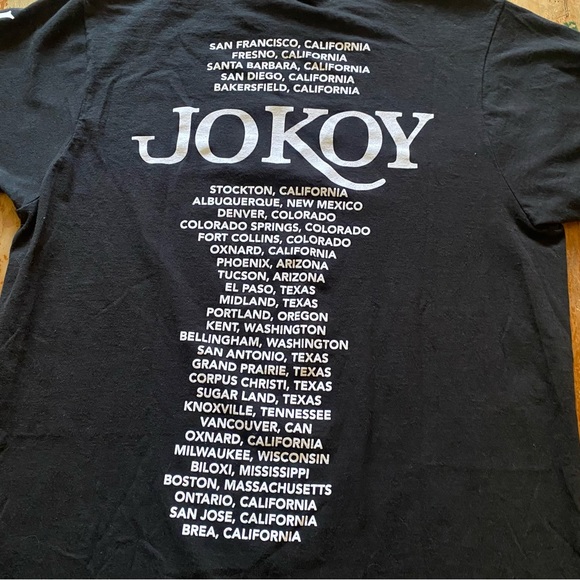 SAN FRANCISCO, CALIFORNIA
FRESNO, CALIFORNIA
SANTA BARBARA, CALIFORNIA
SAN DIEGO, CALIFORNIA
BAKERSFIELD, CALIFORNIA
JO KOY
STOCKTON, CALIFORNIA
ALBUQUERQUE, NEW MEXICO
DENVER, COLORADO
COLORADO SPRINGS, COLORADO
FORT COLLINS, COLORADO
OXNARD, CALIFORNIA
PHOENIX, ARIZONA
TUCSON, ARIZONA
EL PASO, TEXAS
MIDLAND, TEXAS
PORTLAND, OREGON
KENT, WASHINGTON
BELLINGHAM, WASHINGTON
SAN ANTONIO, TEXAS
GRAND PRAIRIE, TEXAS
CORPUS CHRISTI, TEXAS
SUGAR LAND, TEXAS
KNOXVILLE, TENNESSEE
VANCOUVER, CAN
OXNARD, CALIFORNIA
MILWAUKEE, WISCONSIN
BILOXI, MISSISSIPPI
BOSTON, MASSACHUSETTS
ONTARIO, CALIFORNIA
SAN JOSE, CALIFORNIA
BREA, CALIFORNIA